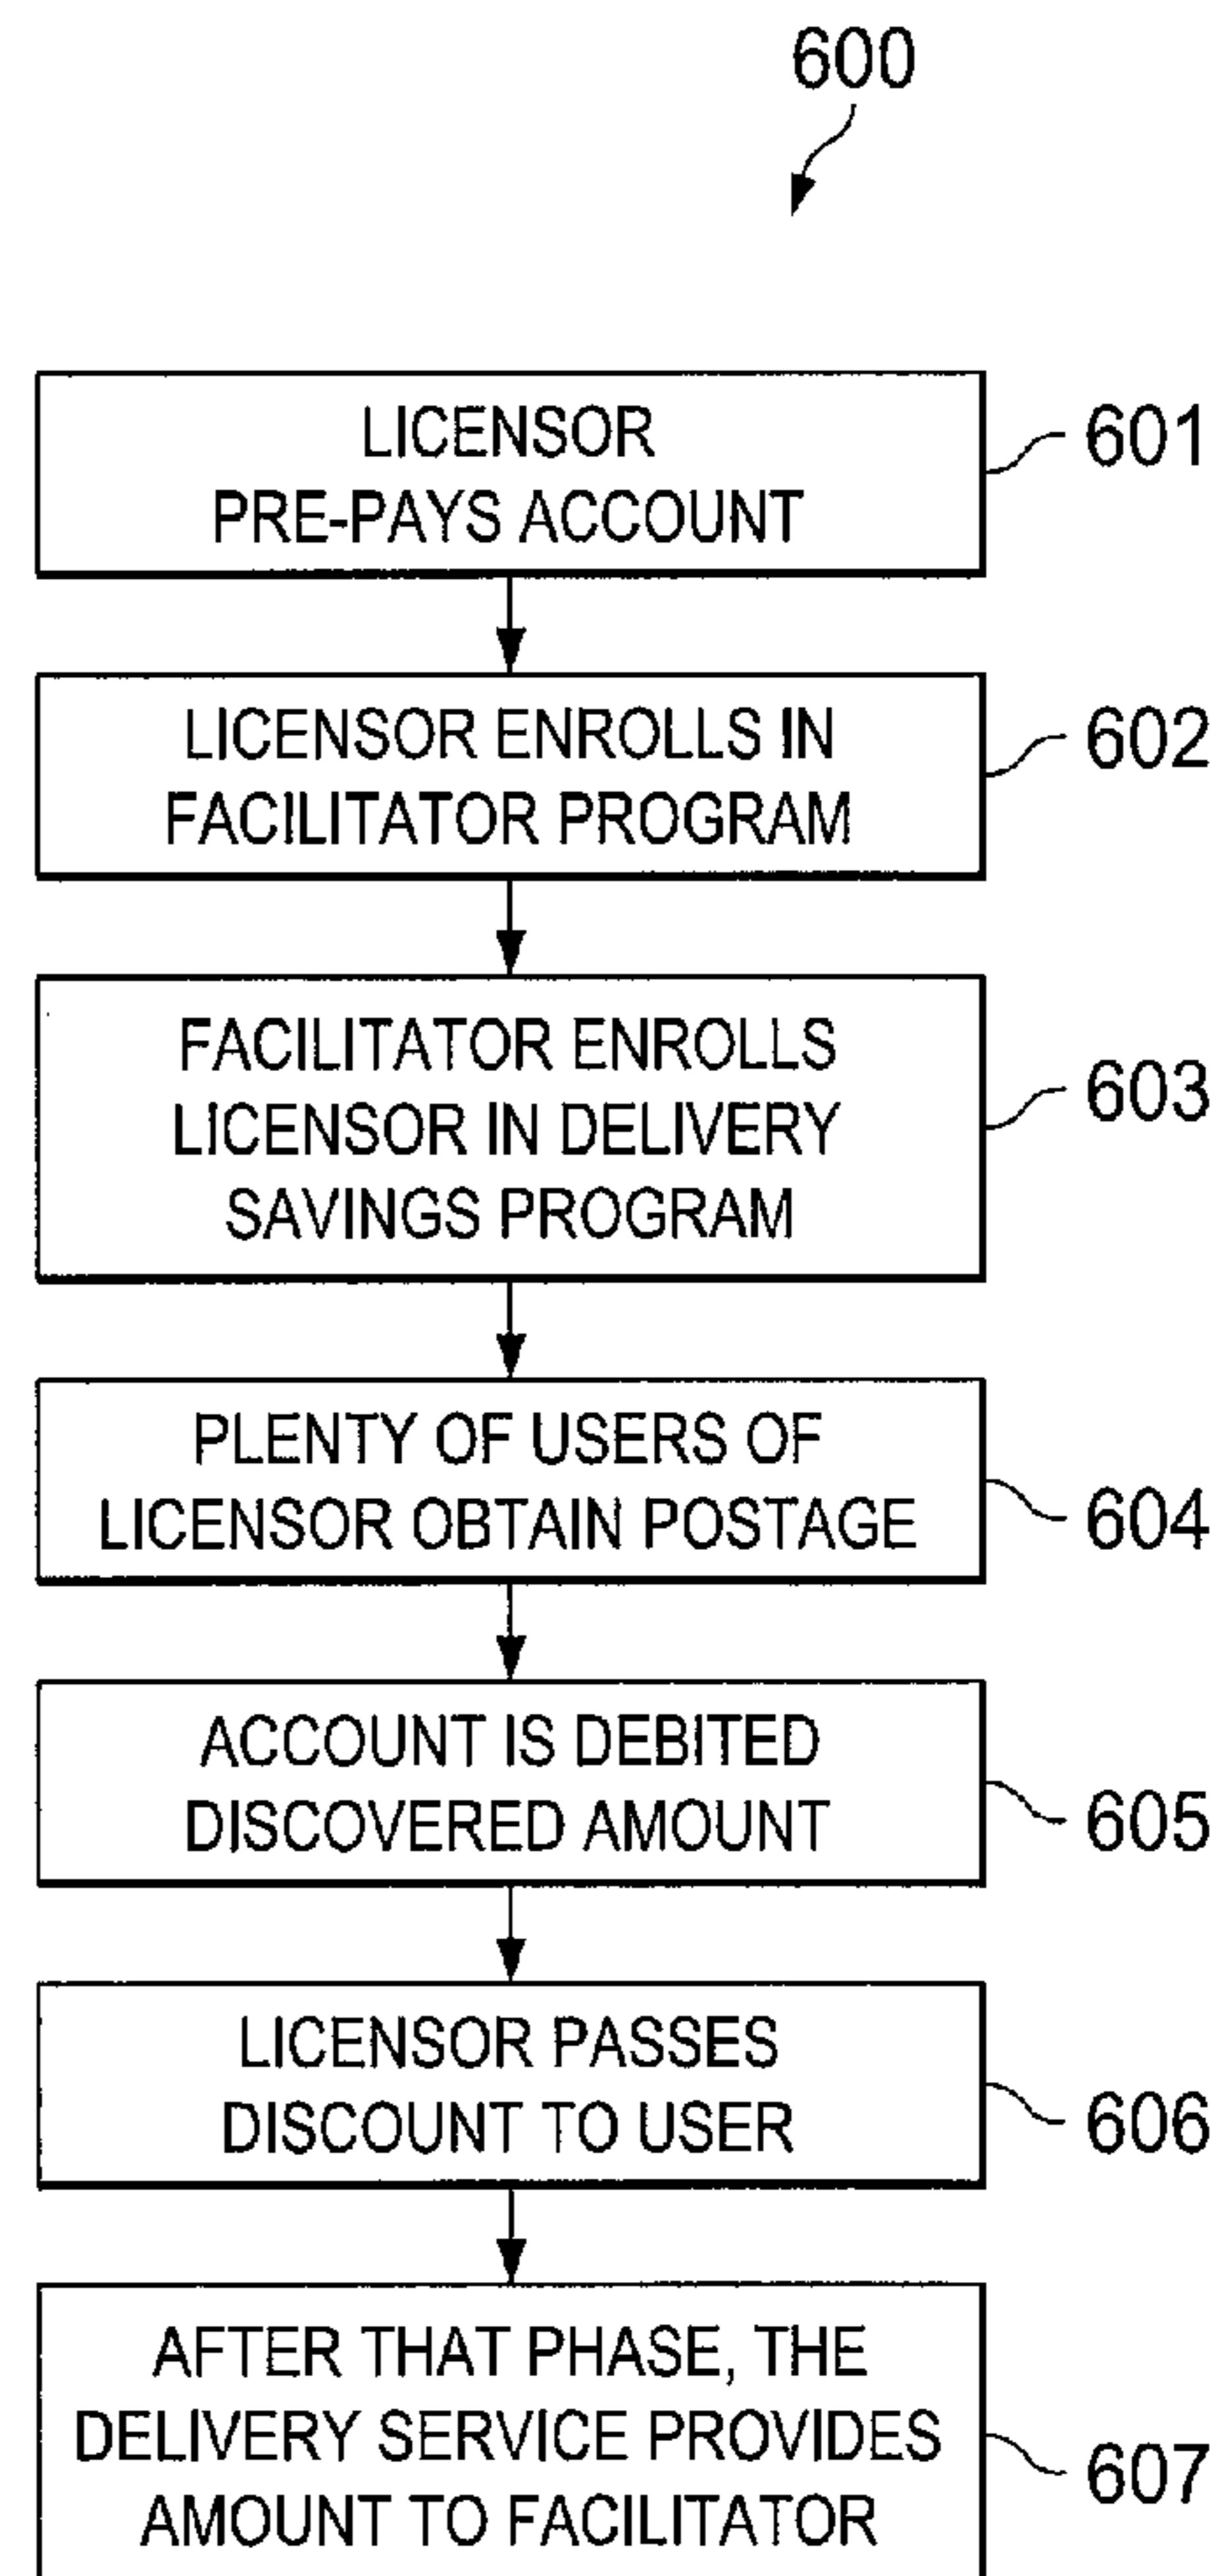 600
LICENSOR
PRE-PAYS ACCOUNT
601
LICENSOR ENROLLS IN
FACILITATOR PROGRAM
602
FACILITATOR ENROLLS
LICENSOR IN DELIVERY
SAVINGS PROGRAM
603
PLENTY OF USERS OF
LICENSOR OBTAIN POSTAGE
604
ACCOUNT IS DEBITED
DISCOVERED AMOUNT
605
LICENSOR PASSES
DISCOUNT TO USER
606
AFTER THAT PHASE, THE
DELIVERY SERVICE PROVIDES
AMOUNT TO FACILITATOR
607